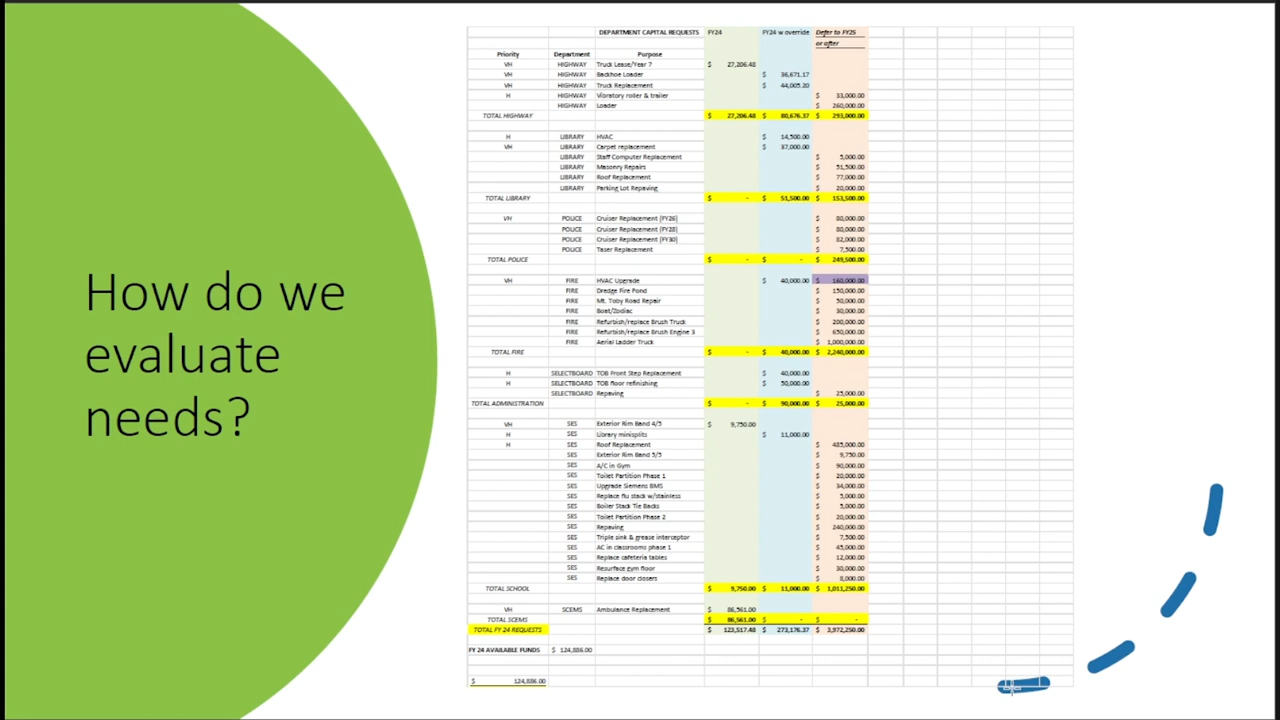 How do we
evaluate
needs?
DEPARTMENT CAPITAL REQUESTS FY24 FY24 w override Defer to FY25
or after
Priority Department Purpose
VH HIGHWAY Truck Lease/Year 7 $ 27,206.48
VH HIGHWAY Backhoe Loader $ 36,671.17
VH HIGHWAY Truck Replacement $ 44,005.20
H HIGHWAY Vibratory roller & trailer $ 33,000.00
HIGHWAY Loader $ 260,000.00
TOTAL HIGHWAY $ 27,206.48 $ 80,676.37 $ 293,000.00
H LIBRARY HVAC $ 14,500.00
VH LIBRARY Carpet replacement $ 37,000.00
LIBRARY Staff Computer Replacement $ 5,000.00
LIBRARY Masonry Repairs $ 51,500.00
LIBRARY Roof Replacement $ 77,000.00
LIBRARY Parking Lot Repaving $ 20,000.00
TOTAL LIBRARY $ - $ 51,500.00 $ 153,500.00
VH POLICE Cruiser Replacement (FY26) $ 80,000.00
POLICE Cruiser Replacement (FY28) $ 80,000.00
POLICE Cruiser Replacement (FY30) $ 82,000.00
POLICE Taser Replacement $ 7,500.00
TOTAL POLICE $ - $ - $ 249,500.00
VH FIRE HVAC Upgrade $ 40,000.00 $ 160,000.00
FIRE Dredge Fire Pond $ 150,000.00
FIRE Mt. Toby Road Repair $ 50,000.00
FIRE Boat/Zodiac $ 30,000.00
FIRE Refurbish/replace Brush Truck $ 200,000.00
FIRE Refurbish/replace Brush Engine 3 $ 650,000.00
FIRE Aerial Ladder Truck $ 1,000,000.00
TOTAL FIRE $ - $ 40,000.00 $ 2,240,000.00
H SELECTBOARD TOB Front Step Replacement $ 40,000.00
H SELECTBOARD TOB floor refinishing $ 50,000.00
SELECTBOARD Repaving $ 25,000.00
TOTAL ADMINISTRATION $ - $ 90,000.00 $ 25,000.00
VH SES Exterior Rim Band 4/5 $ 9,750.00
H SES Library minisplits $ 11,000.00
H SES Roof Replacement $ 485,000.00
SES Exterior Rim Band 5/5 $ 9,750.00
SES A/C in Gym $ 90,000.00
SES Toilet Partition Phase 1 $ 20,000.00
SES Upgrade Siemens BMS $ 34,000.00
SES Replace flu stack w/stainless $ 5,000.00
SES Boiler Stack Tie Backs $ 5,000.00
SES Toilet Partition Phase 2 $ 20,000.00
SES Repaving $ 240,000.00
SES Triple sink & grease interceptor $ 7,500.00
SES AC in classrooms phase 1 $ 45,000.00
SES Replace cafeteria tables $ 12,000.00
SES Resurface gym floor $ 30,000.00
SES Replace door closers $ 8,000.00
TOTAL SCHOOL $ 9,750.00 $ 11,000.00 $ 1,011,250.00
VH SCEMS Ambulance Replacement $ 86,561.00
TOTAL SCEMS $ 86,561.00 $ - $ -
TOTAL FY 24 REQUESTS $ 123,517.48 $ 273,176.37 $ 3,972,250.00
FY 24 AVAILABLE FUNDS $ 124,886.00
$ 124,886.00